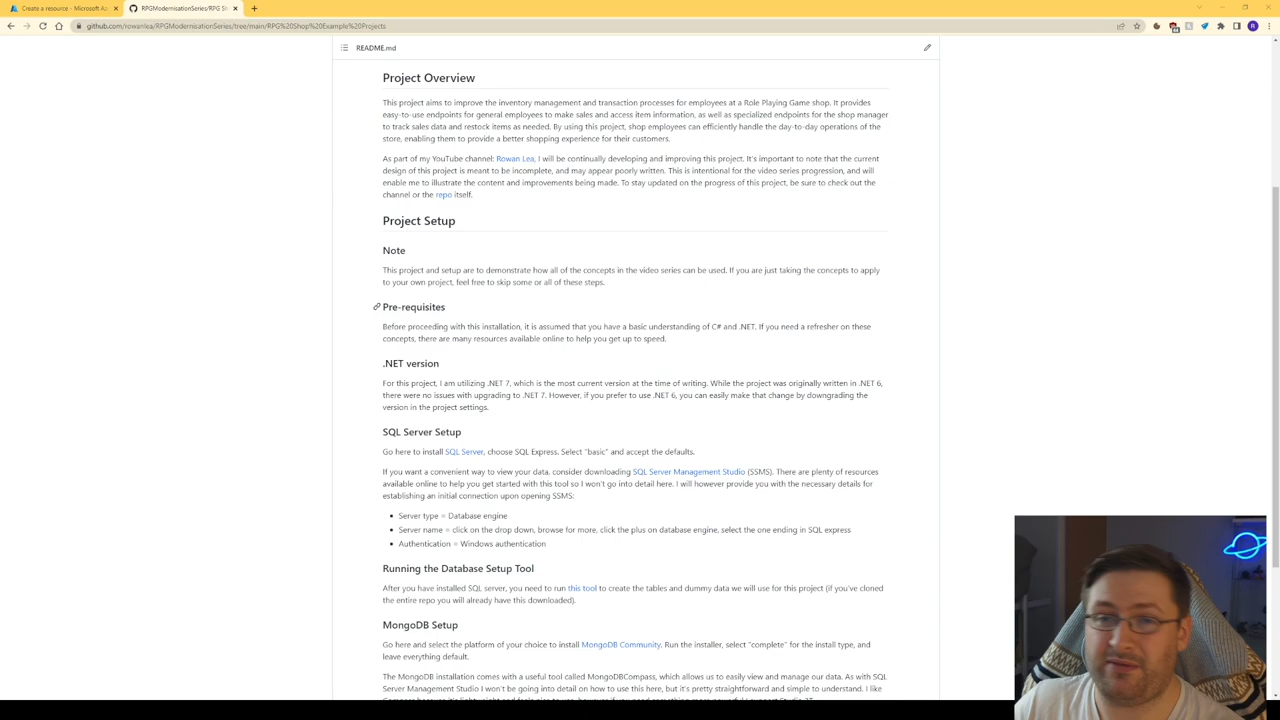 Create a resource - Microsoft Az
RPGModernisationSeries/RPG Sh
github.com/rowanlea/RPGModernisationSeries/tree/main/RPG%20Shop%20Example%20Projects
README.md
Project Overview
This project aims to improve the inventory management and transaction processes for employees at a Role Playing Game shop. It provides
easy-to-use endpoints for general employees to make sales and access item information, as well as specialized endpoints for the shop manager
to track sales data and restock items as needed. By using this project, shop employees can efficiently handle the day-to-day operations of the
store, enabling them to provide a better shopping experience for their customers.
As part of my YouTube channel: Rowan Lea, I will be continually developing and improving this project. It's important to note that the current
design of this project is meant to be incomplete, and may appear poorly written. This is intentional for the video series progression, and will
enable me to illustrate the content and improvements being made. To stay updated on the progress of this project, be sure to check out the
channel or the repo itself.
Project Setup
Note
This project and setup are to demonstrate how all of the concepts in the video series can be used. If you are just taking the concepts to apply
to your own project, feel free to skip some or all of these steps.
Pre-requisites
Before proceeding with this installation, it is assumed that you have a basic understanding of C# and .NET. If you need a refresher on these
concepts, there are many resources available online to help you get up to speed.
.NET version
For this project, I am utilizing .NET 7, which is the most current version at the time of writing. While the project was originally written in .NET 6,
there were no issues with upgrading to .NET 7. However, if you prefer to use .NET 6, you can easily make that change by downgrading the
version in the project settings.
SQL Server Setup
Go here to install SQL Server, choose SQL Express. Select "basic" and accept the defaults.
If you want a convenient way to view your data, consider downloading SQL Server Management Studio (SSMS). There are plenty of resources
available online to help you get started with this tool so I won't go into detail here. I will however provide you with the necessary details for
establishing an initial connection upon opening SSMS:
• Server type = Database engine
• Server name = click on the drop down, browse for more, click the plus on database engine, select the one ending in SQL express
• Authentication = Windows authentication
Running the Database Setup Tool
After you have installed SQL server, you need to run this tool to create the tables and dummy data we will use for this project (if you've cloned
the entire repo you will already have this downloaded).
MongoDB Setup
Go here and select the platform of your choice to install MongoDB Community. Run the installer, select "complete" for the install type, and
leave everything default.
The MongoDB installation comes with a useful tool called MongoDBCompass, which allows us to easily view and manage our data. As with SQL
Server Management Studio I won't be going into detail on how to use this here, but it's pretty straightforward and simple to understand. I like